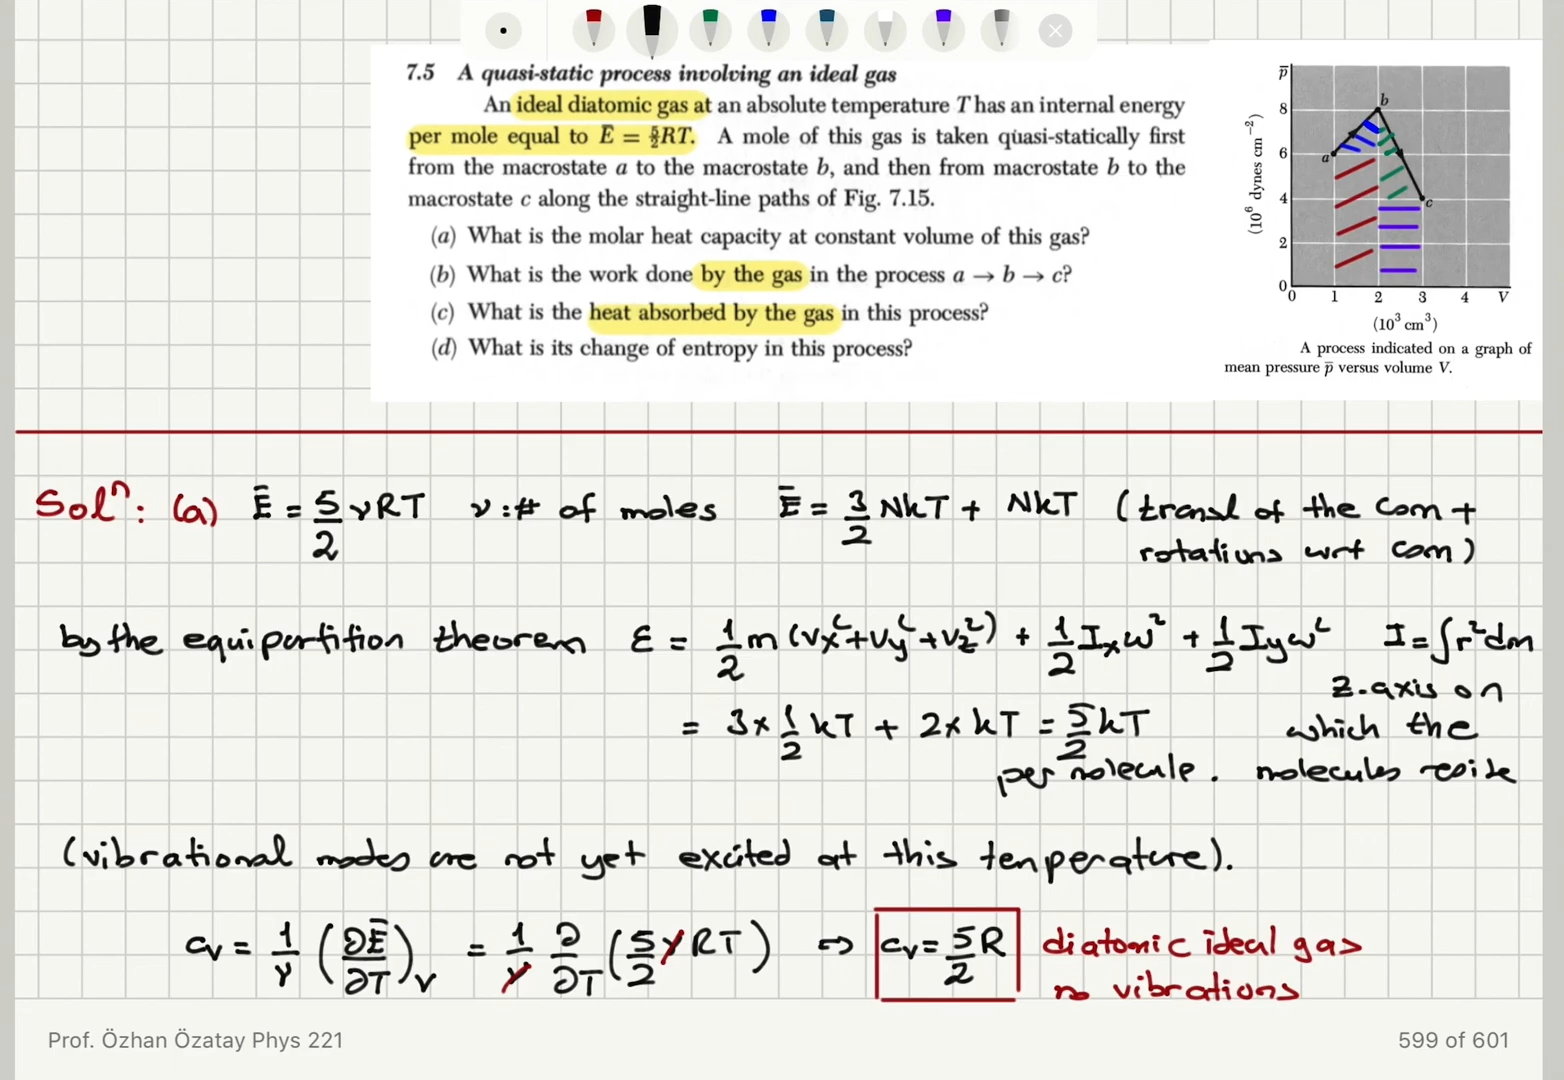 7.5 A quasi-static process involving an ideal gas
An ideal diatomic gas at an absolute temperature T has an internal energy
per mole equal to Ē = 5/2RT. A mole of this gas is taken quasi-statically first
from the macrostate a to the macrostate b, and then from macrostate b to the
macrostate c along the straight-line paths of Fig. 7.15.
(a) What is the molar heat capacity at constant volume of this gas?
(b) What is the work done by the gas in the process a → b → c?
(c) What is the heat absorbed by the gas in this process?
(d) What is its change of entropy in this process?
p̄
8
6
4
2
0
(10⁶ dynes cm⁻²)
a
b
c
0 1 2 3 4 V
(10³ cm³)
A process indicated on a graph of
mean pressure p̄ versus volume V.
Solⁿ: (a) Ē = 5/2 νRT ν : # of moles Ē = 3/2 NkT + NkT (transl of the com +
rotations wrt com)
by the equipartition theorem ε = 1/2 m (vx² + vy² + vz²) + 1/2 Ix ω² + 1/2 Iy ω² I = ∫r²dm
z-axis on
= 3 × 1/2 kT + 2 × kT = 5/2 kT which the
per molecule. molecules
(vibrational modes are not yet excited at this tenperature).
cv = 1/ν (∂Ē/∂T)v = 1/ν ∂/∂T (5/2 νRT) ⇒ cv = 5/2 R diatomic ideal gas
no vibrations
Prof. Özhan Özatay Phys 221
599 of 601